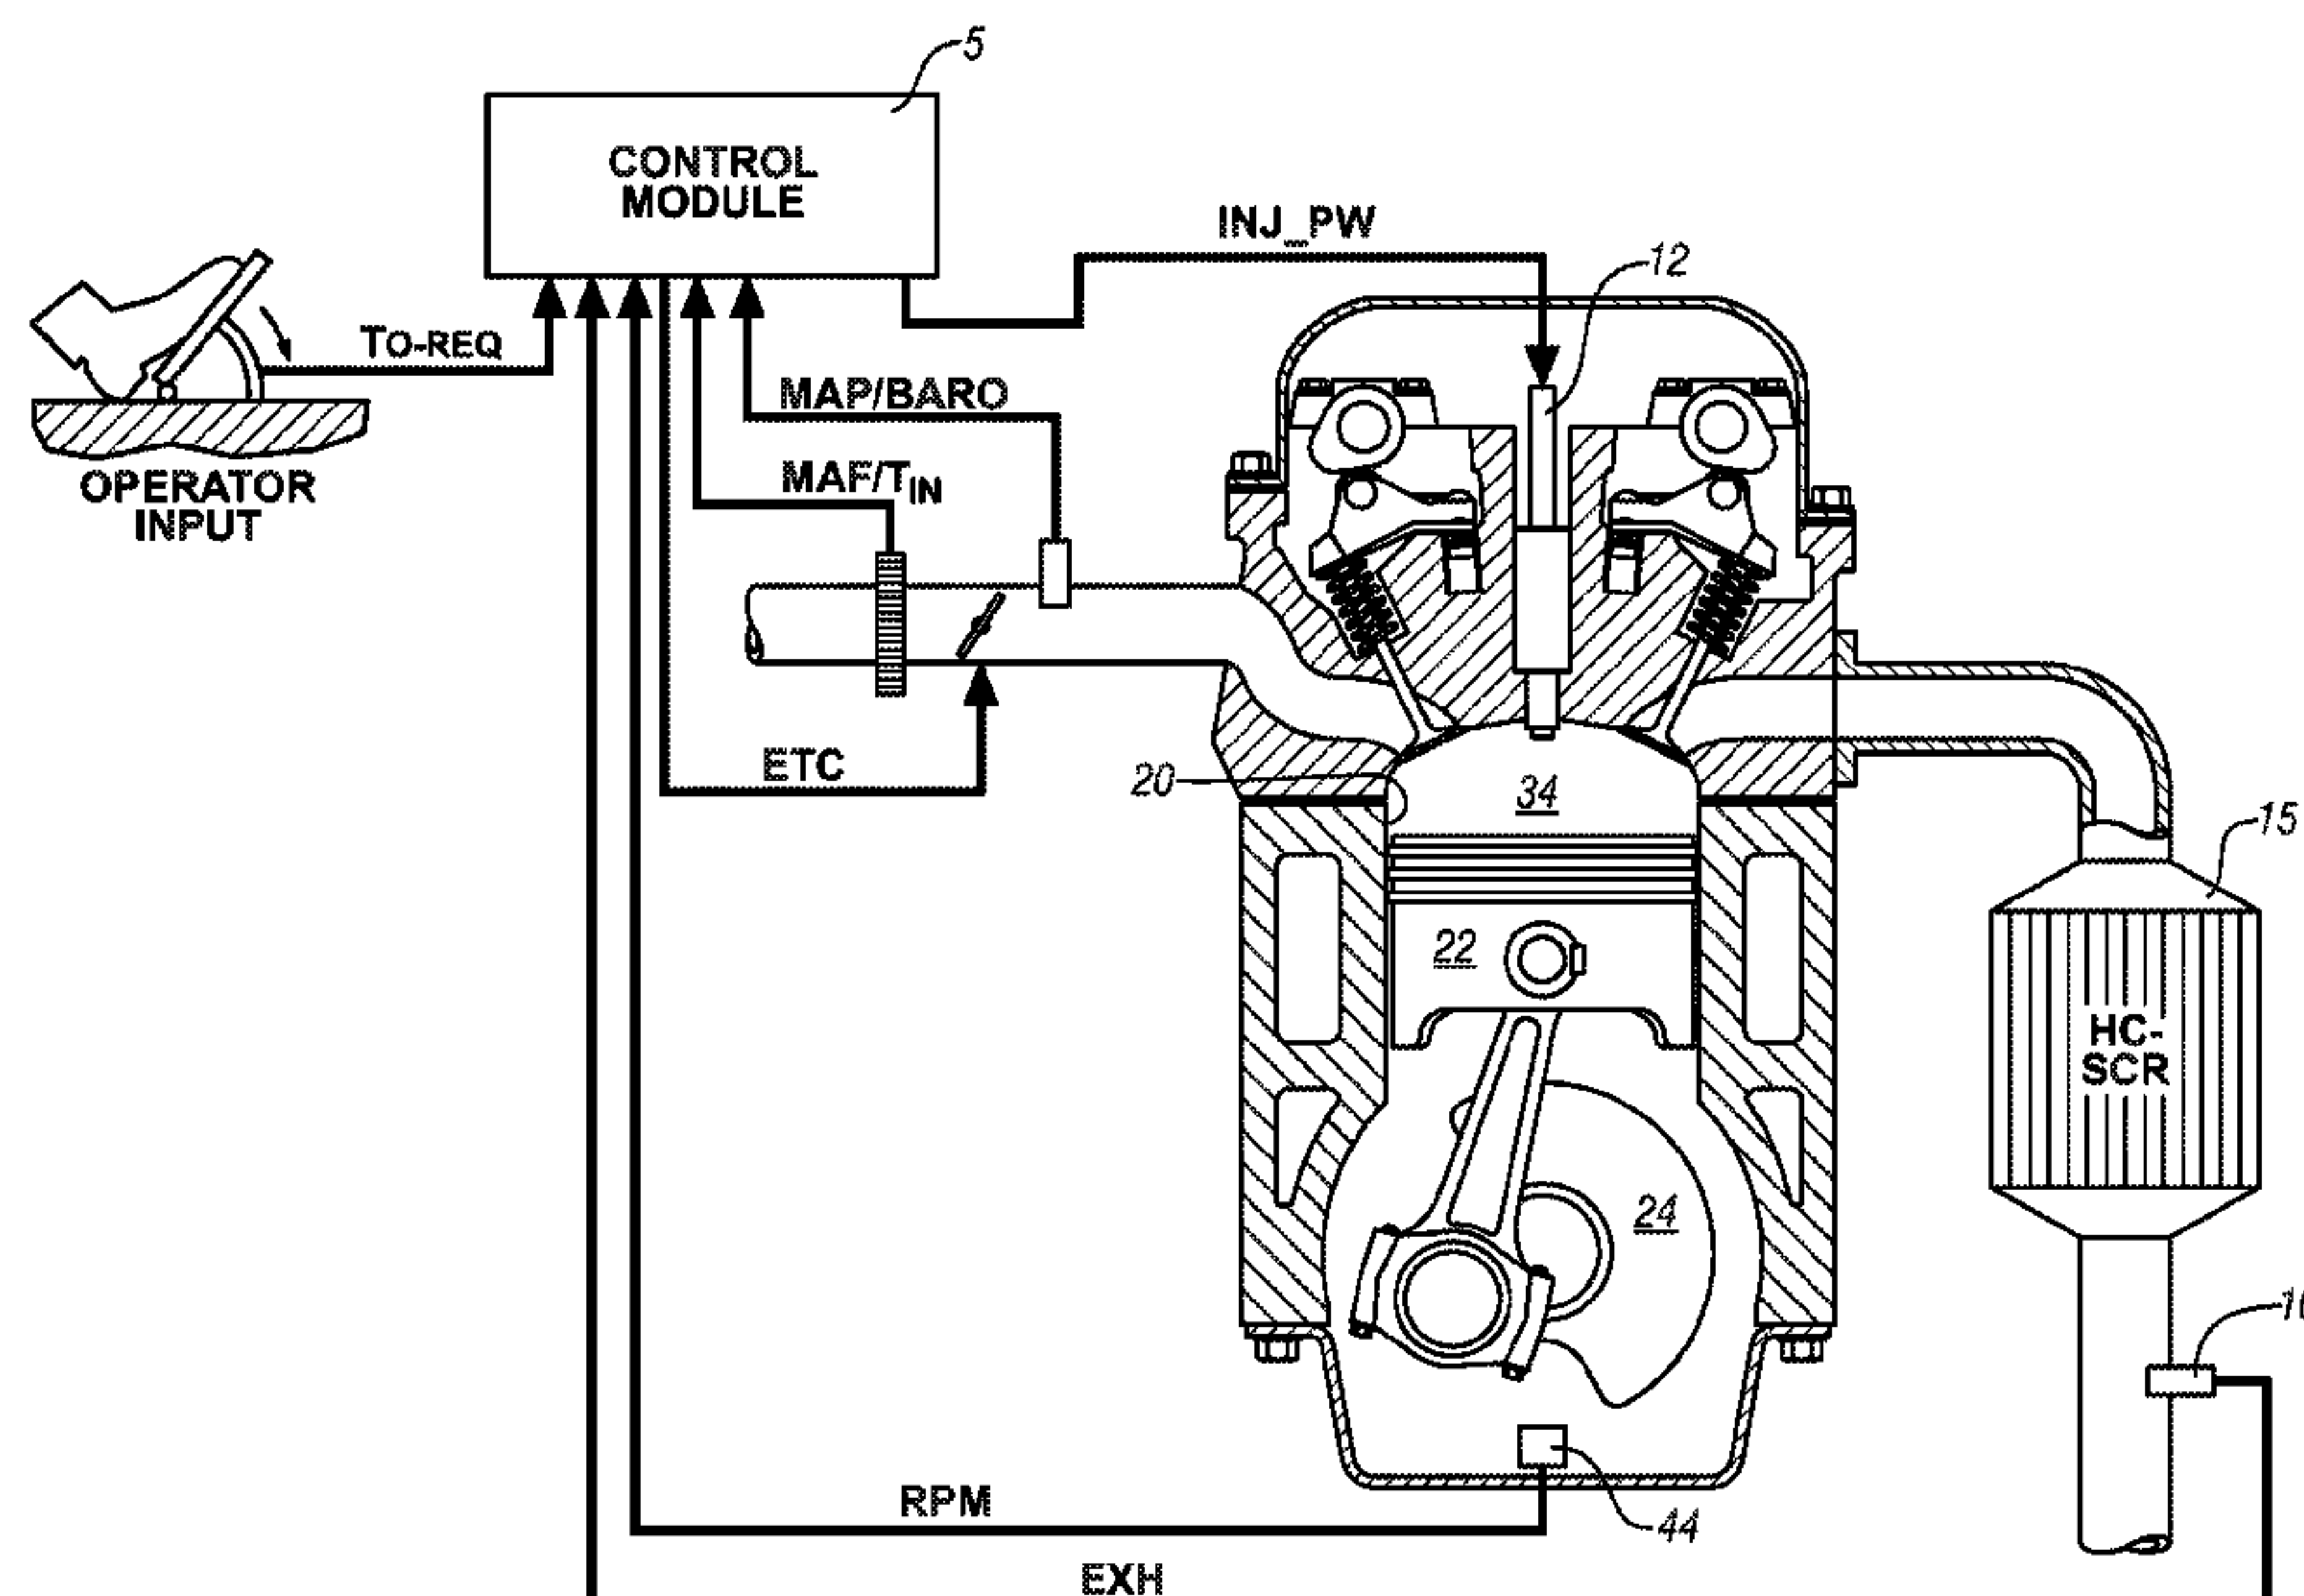 5
CONTROL
MODULE
INJ_PW
12
TO-REQ
MAP/BARO
MAF/TIN
OPERATOR
INPUT
ETC
20
34
15
22
HC-
SCR
24
RPM
44
EXH